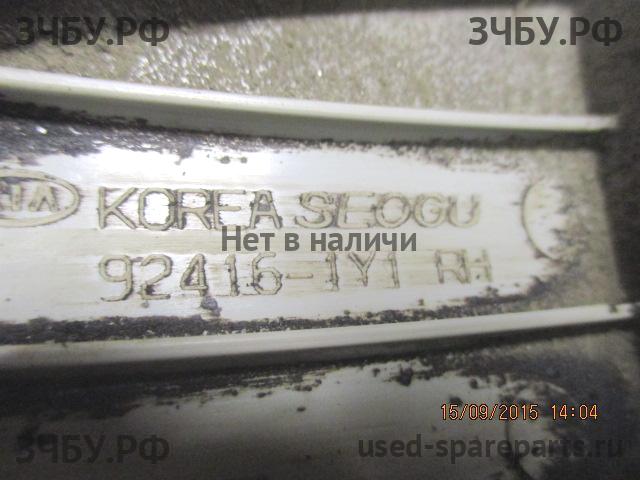 ЗЧБУ.РФ ЗЧБУ.РФ
KIA KOREA SEOGU
Нет в наличи
92416-1Y1 RH
15/09/2015 14:04
ЗЧБУ.РФ used-spareparts.ru